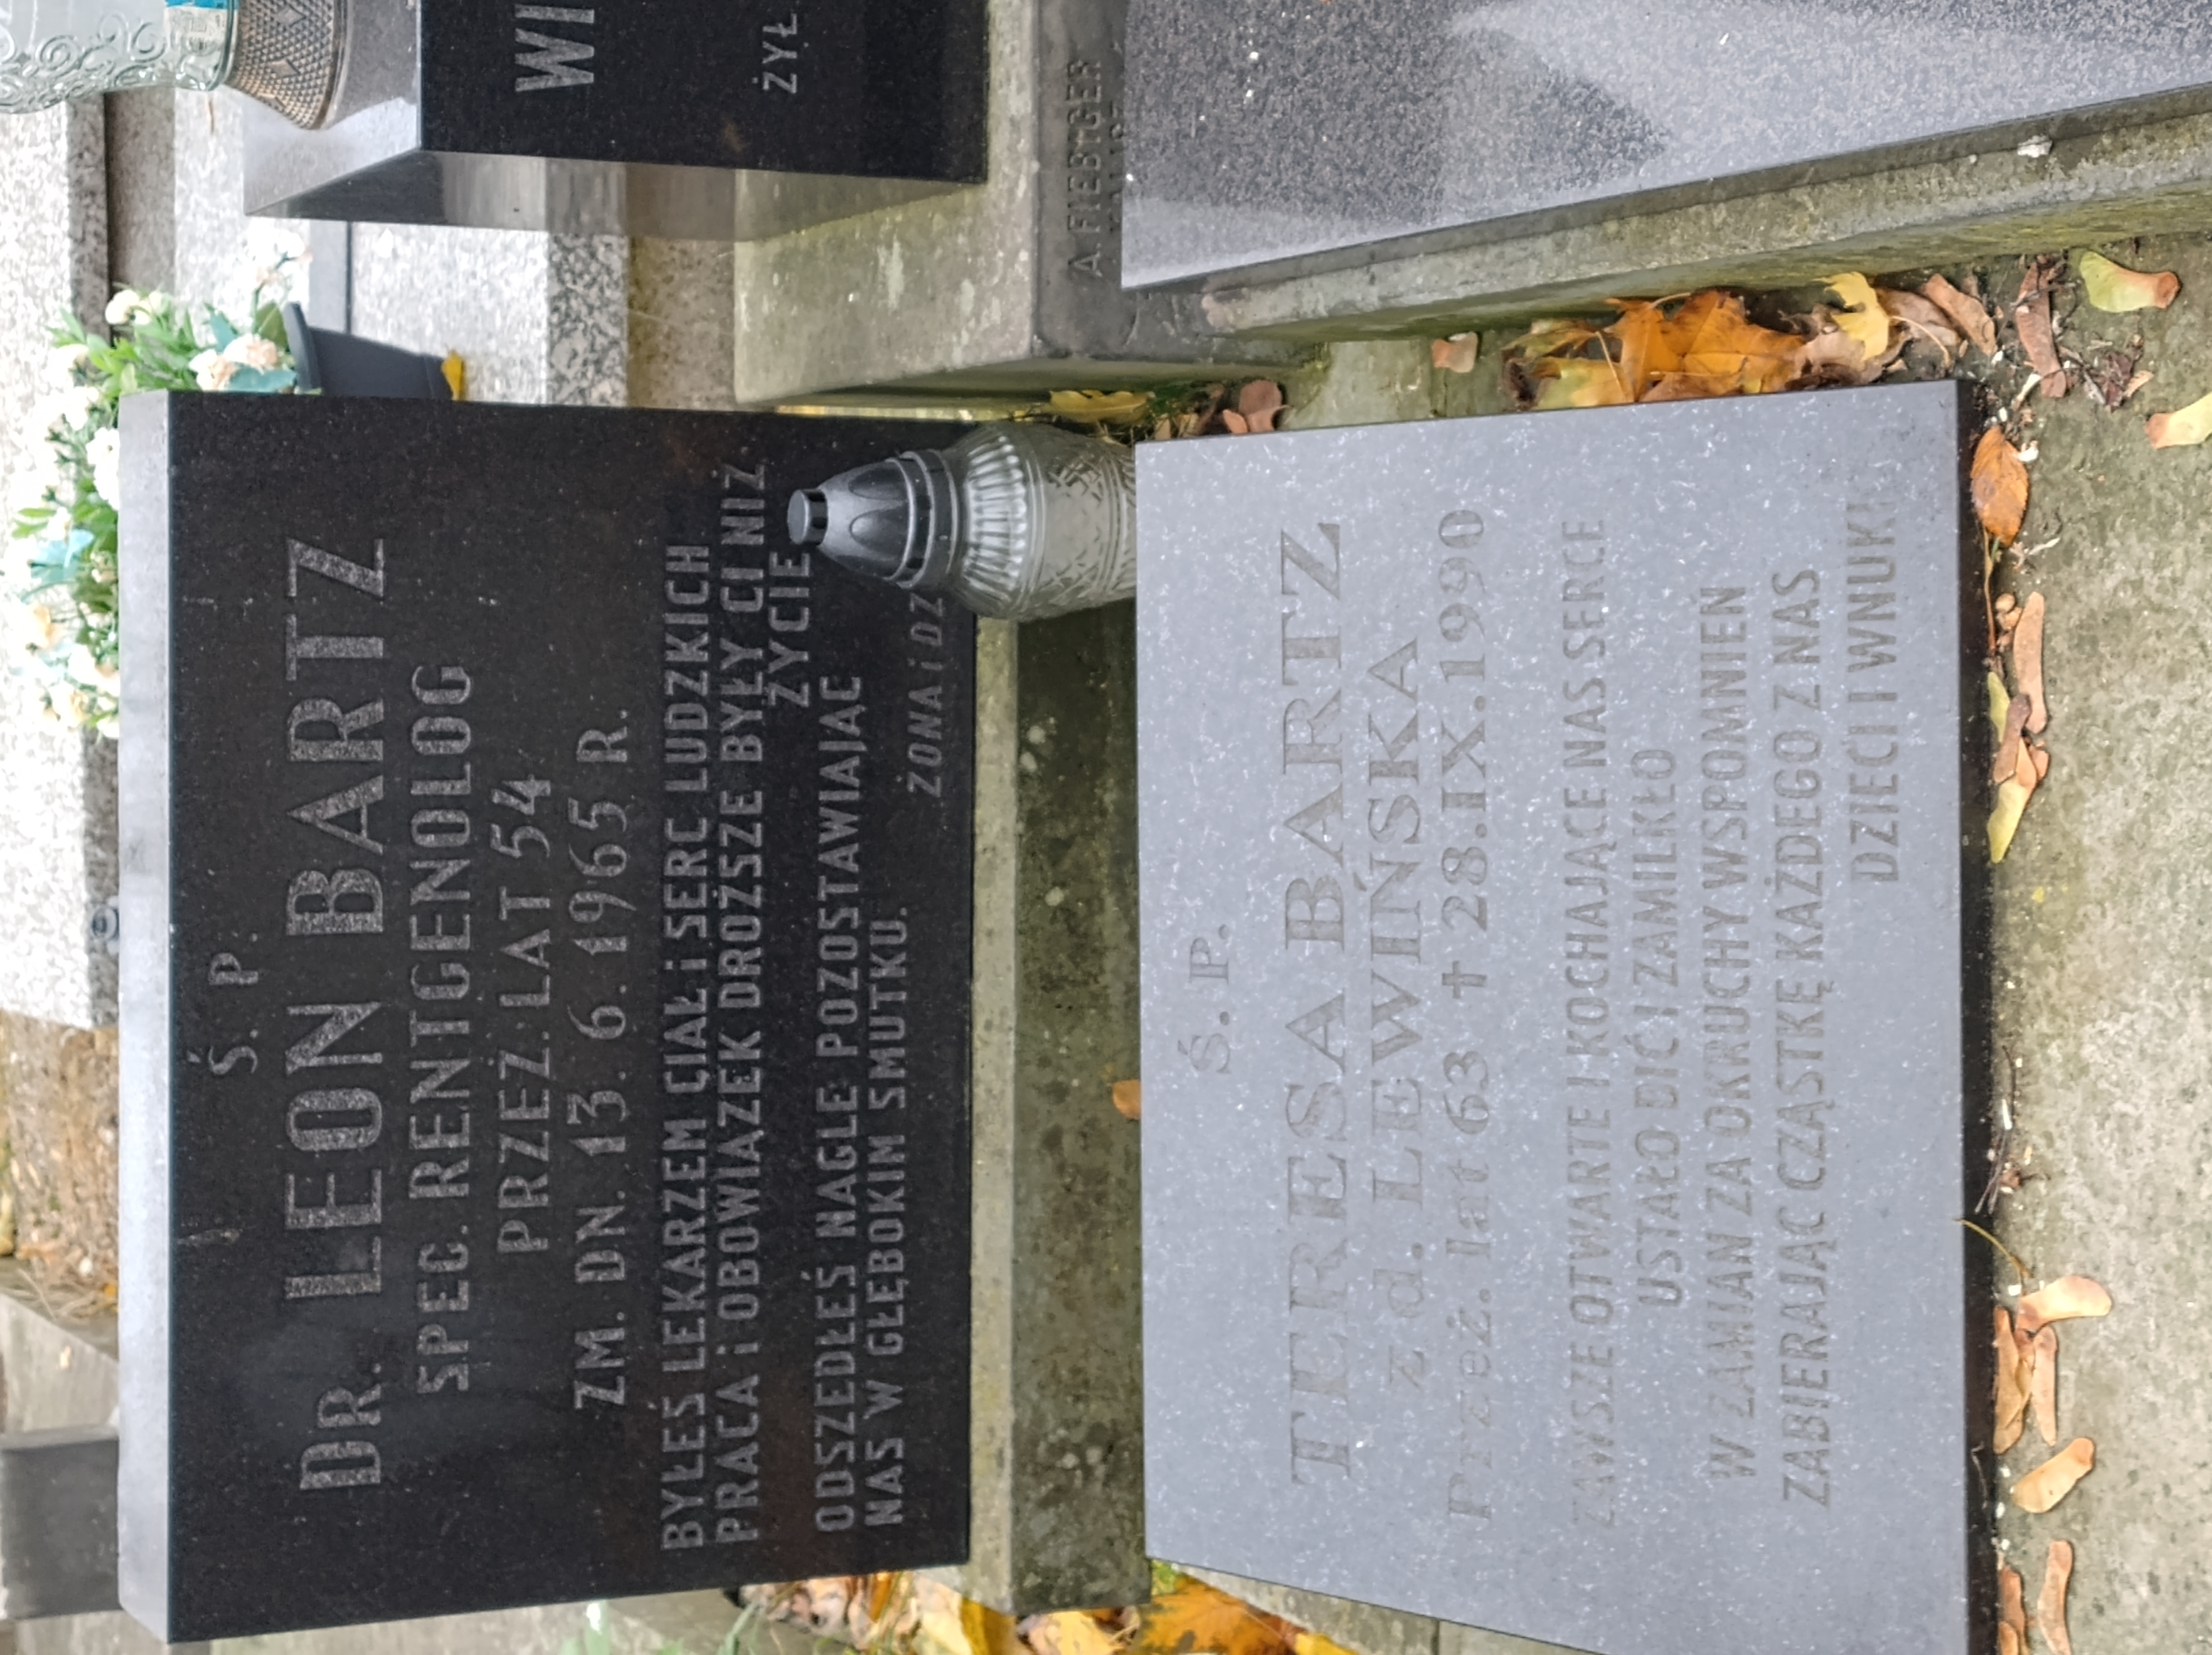 Ś. P.
DR. LEON BARTZ
SPEC. RENTGENOLOG
PRZEŻ. LAT 54
ZM. DN. 13. 6. 1965 R.
BYŁEŚ LEKARZEM CIAŁ i SERC LUDZKICH
PRACA i OBOWIĄZEK DROŻSZE BYŁY CI NIŻ
ŻYCIE
ODSZEDŁEŚ NAGLE POZOSTAWIAJĄC
NAS W GŁĘBOKIM SMUTKU.
ŻONA i DZ
Ś. P.
TERESA BARTZ
z d. LEWIŃSKA
Przeż. lat 63 † 28.IX.1990
ZAWSZE OTWARTE I KOCHAJĄCE NAS SERCE
USTAŁO BIĆ I ZAMILKŁO
W ZAMIAN ZA OKRUCHY WSPOMNIEŃ
ZABIERAJĄC CZĄSTKĘ KAŻDEGO Z NAS
DZIECI I WNUKI
WI
ŻYŁ
A. FIEBIGER